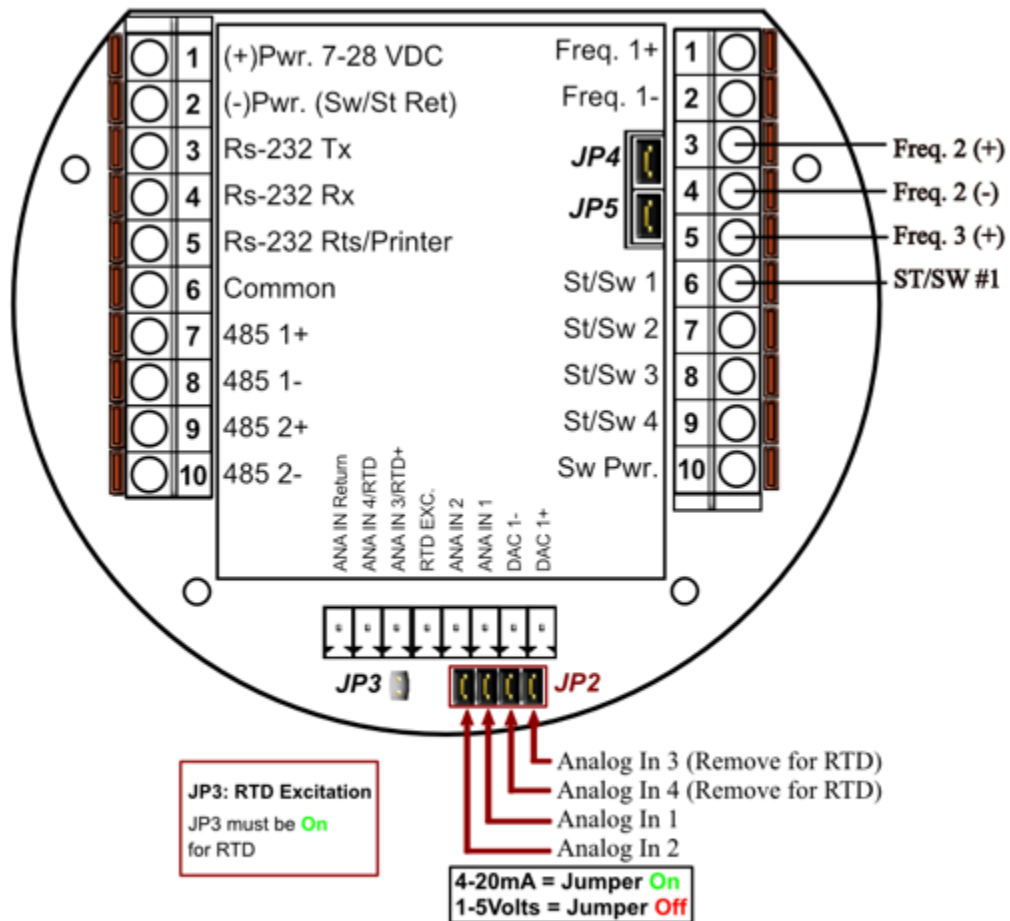 1 (+)Pwr. 7-28 VDC
2 (-)Pwr. (Sw/St Ret)
3 Rs-232 Tx
4 Rs-232 Rx
5 Rs-232 Rts/Printer
6 Common
7 485 1+
8 485 1-
9 485 2+
10 485 2-
Freq. 1+ 1
Freq. 1- 2
JP4 3 Freq. 2 (+)
JP5 4 Freq. 2 (-)
5 Freq. 3 (+)
St/Sw 1 6 ST/SW #1
St/Sw 2 7
St/Sw 3 8
St/Sw 4 9
Sw Pwr. 10
ANA IN Return
ANA IN 4/RTD
ANA IN 3/RTD+
RTD EXC.
ANA IN 2
ANA IN 1
DAC 1-
DAC 1+
JP3 JP2
Analog In 3 (Remove for RTD)
Analog In 4 (Remove for RTD)
Analog In 1
Analog In 2
JP3: RTD Excitation
JP3 must be On
for RTD
4-20mA = Jumper On
1-5Volts = Jumper Off